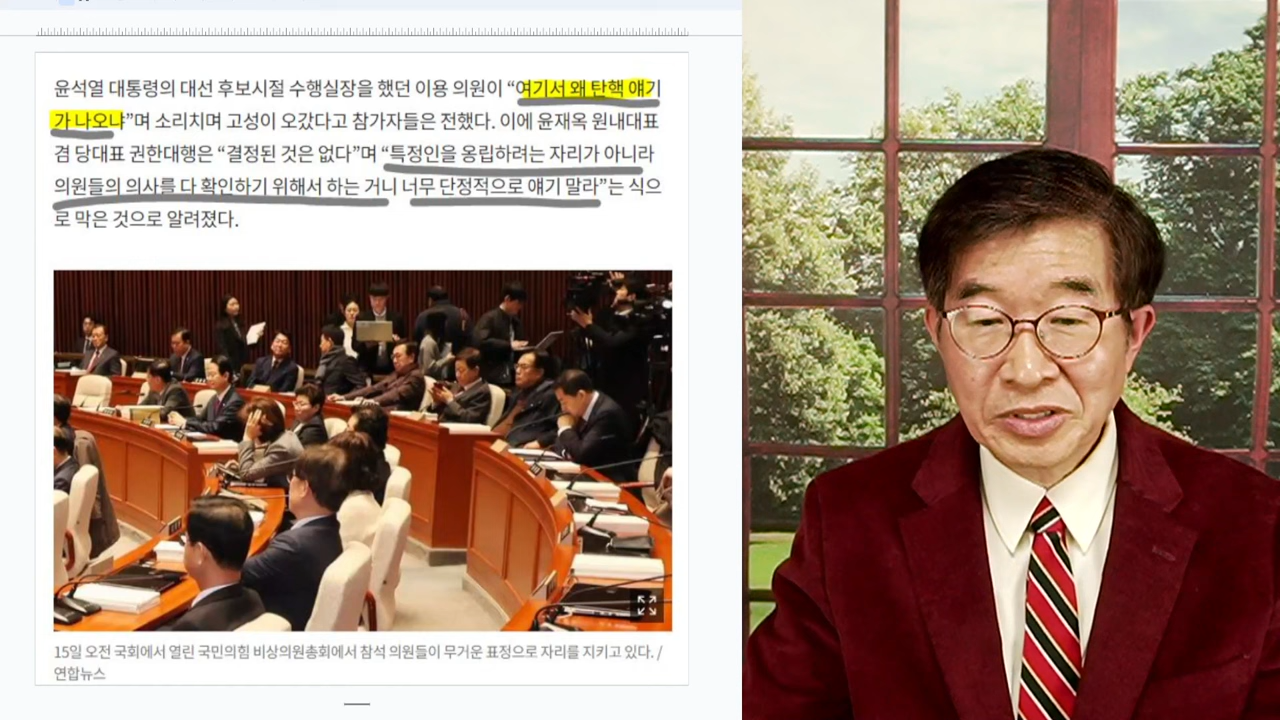 윤석열 대통령의 대선 후보시절 수행실장을 했던 이용 의원이 “여기서 왜 탄핵 얘기
가 나오냐”며 소리치며 고성이 오갔다고 참가자들은 전했다. 이에 윤재옥 원내대표
겸 당대표 권한대행은 “결정된 것은 없다”며 “특정인을 옹립하려는 자리가 아니라
의원들의 의사를 다 확인하기 위해서 하는 거니 너무 단정적으로 얘기 말라”는 식으
로 막은 것으로 알려졌다.
15일 오전 국회에서 열린 국민의힘 비상의원총회에서 참석 의원들이 무거운 표정으로 자리를 지키고 있다. /
연합뉴스